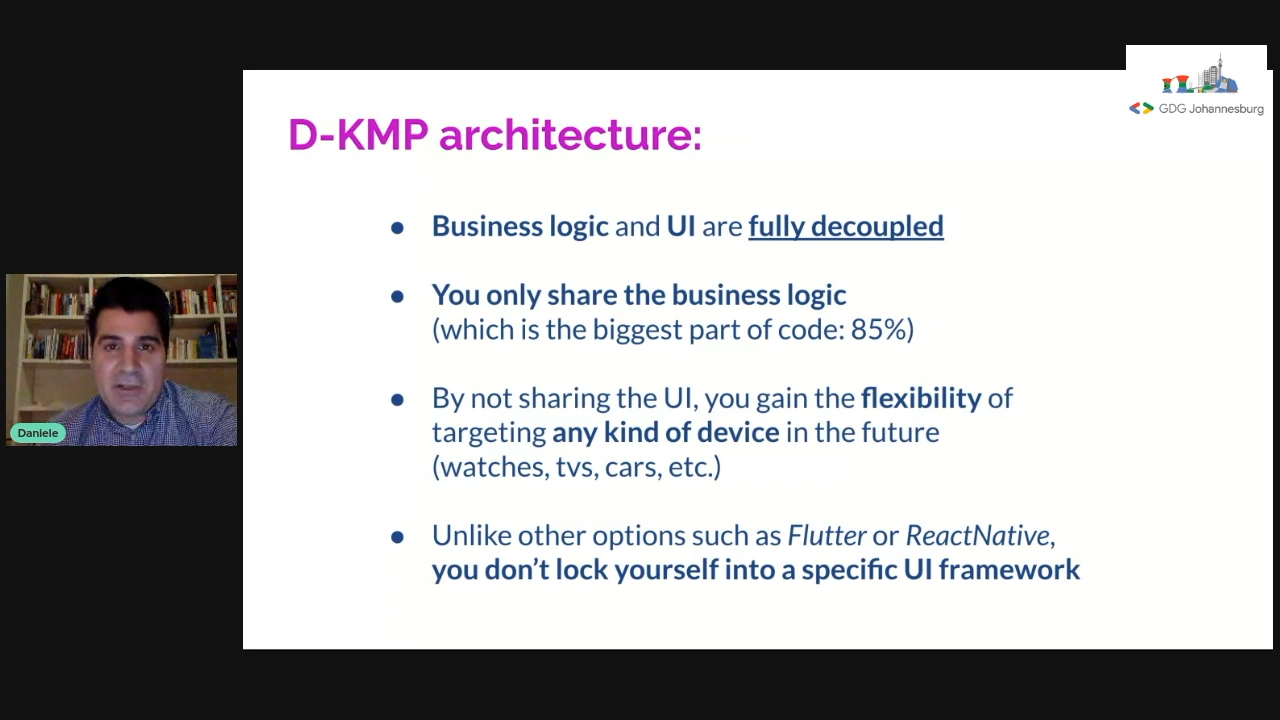 GDG Johannesburg
D-KMP architecture:
● Business logic and UI are fully decoupled
● You only share the business logic
(which is the biggest part of code: 85%)
● By not sharing the UI, you gain the flexibility of
targeting any kind of device in the future
(watches, tvs, cars, etc.)
● Unlike other options such as Flutter or ReactNative,
you don’t lock yourself into a specific UI framework
Daniele